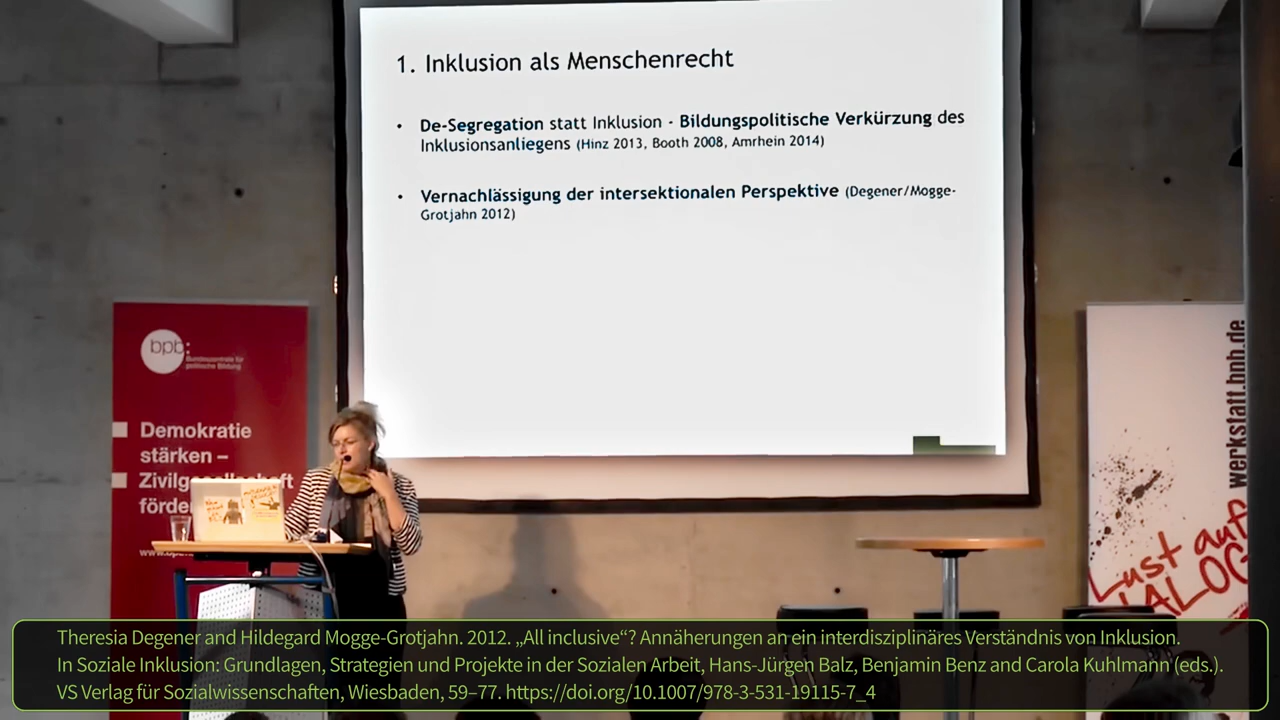 1. Inklusion als Menschenrecht
• De-Segregation statt Inklusion - Bildungspolitische Verkürzung des
Inklusionsanliegens (Hinz 2013, Booth 2008, Amrhein 2014)
• Vernachlässigung der intersektionalen Perspektive (Degener/Mogge-
Grotjahn 2012)
bpb:
Bundeszentrale für
politische Bildung
Demokratie
stärken –
förde
werkstatt.bpb.de
Lust auf
Theresia Degener and Hildegard Mogge-Grotjahn. 2012. „All inclusive“? Annäherungen an ein interdisziplinäres Verständnis von Inklusion.
In Soziale Inklusion: Grundlagen, Strategien und Projekte in der Sozialen Arbeit, Hans-Jürgen Balz, Benjamin Benz and Carola Kuhlmann (eds.).
VS Verlag für Sozialwissenschaften, Wiesbaden, 59–77. https://doi.org/10.1007/978-3-531-19115-7_4